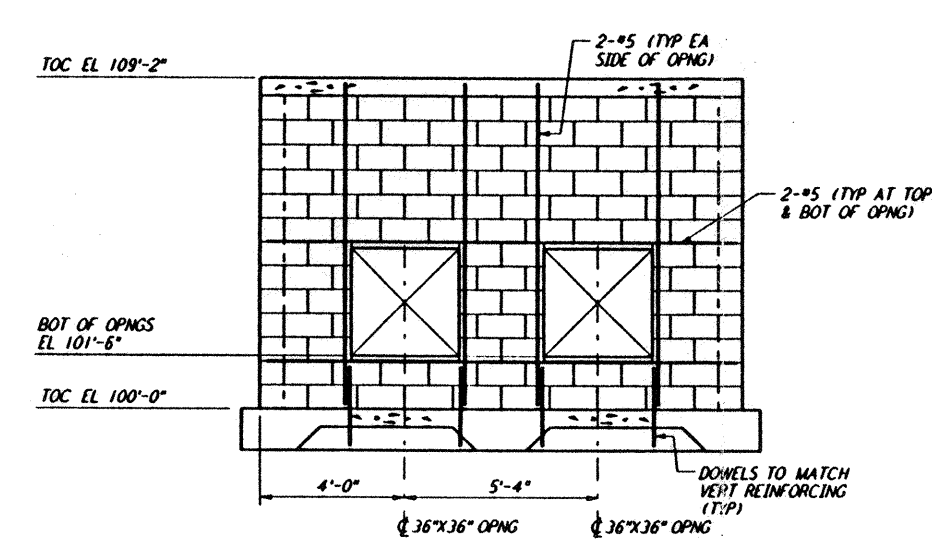 2-#5 (TYP EA
SIDE OF OPNG)
TOC EL 109'-2"
2-#5 (TYP AT TOP
& BOT OF OPNG)
BOT OF OPNGS
EL 101'-6"
TOC EL 100'-0"
DOWELS TO MATCH
VERT REINFORCING
(TYP)
4'-0"
5'-4"
℄ 36"X36" OPNG
℄ 36"X36" OPNG